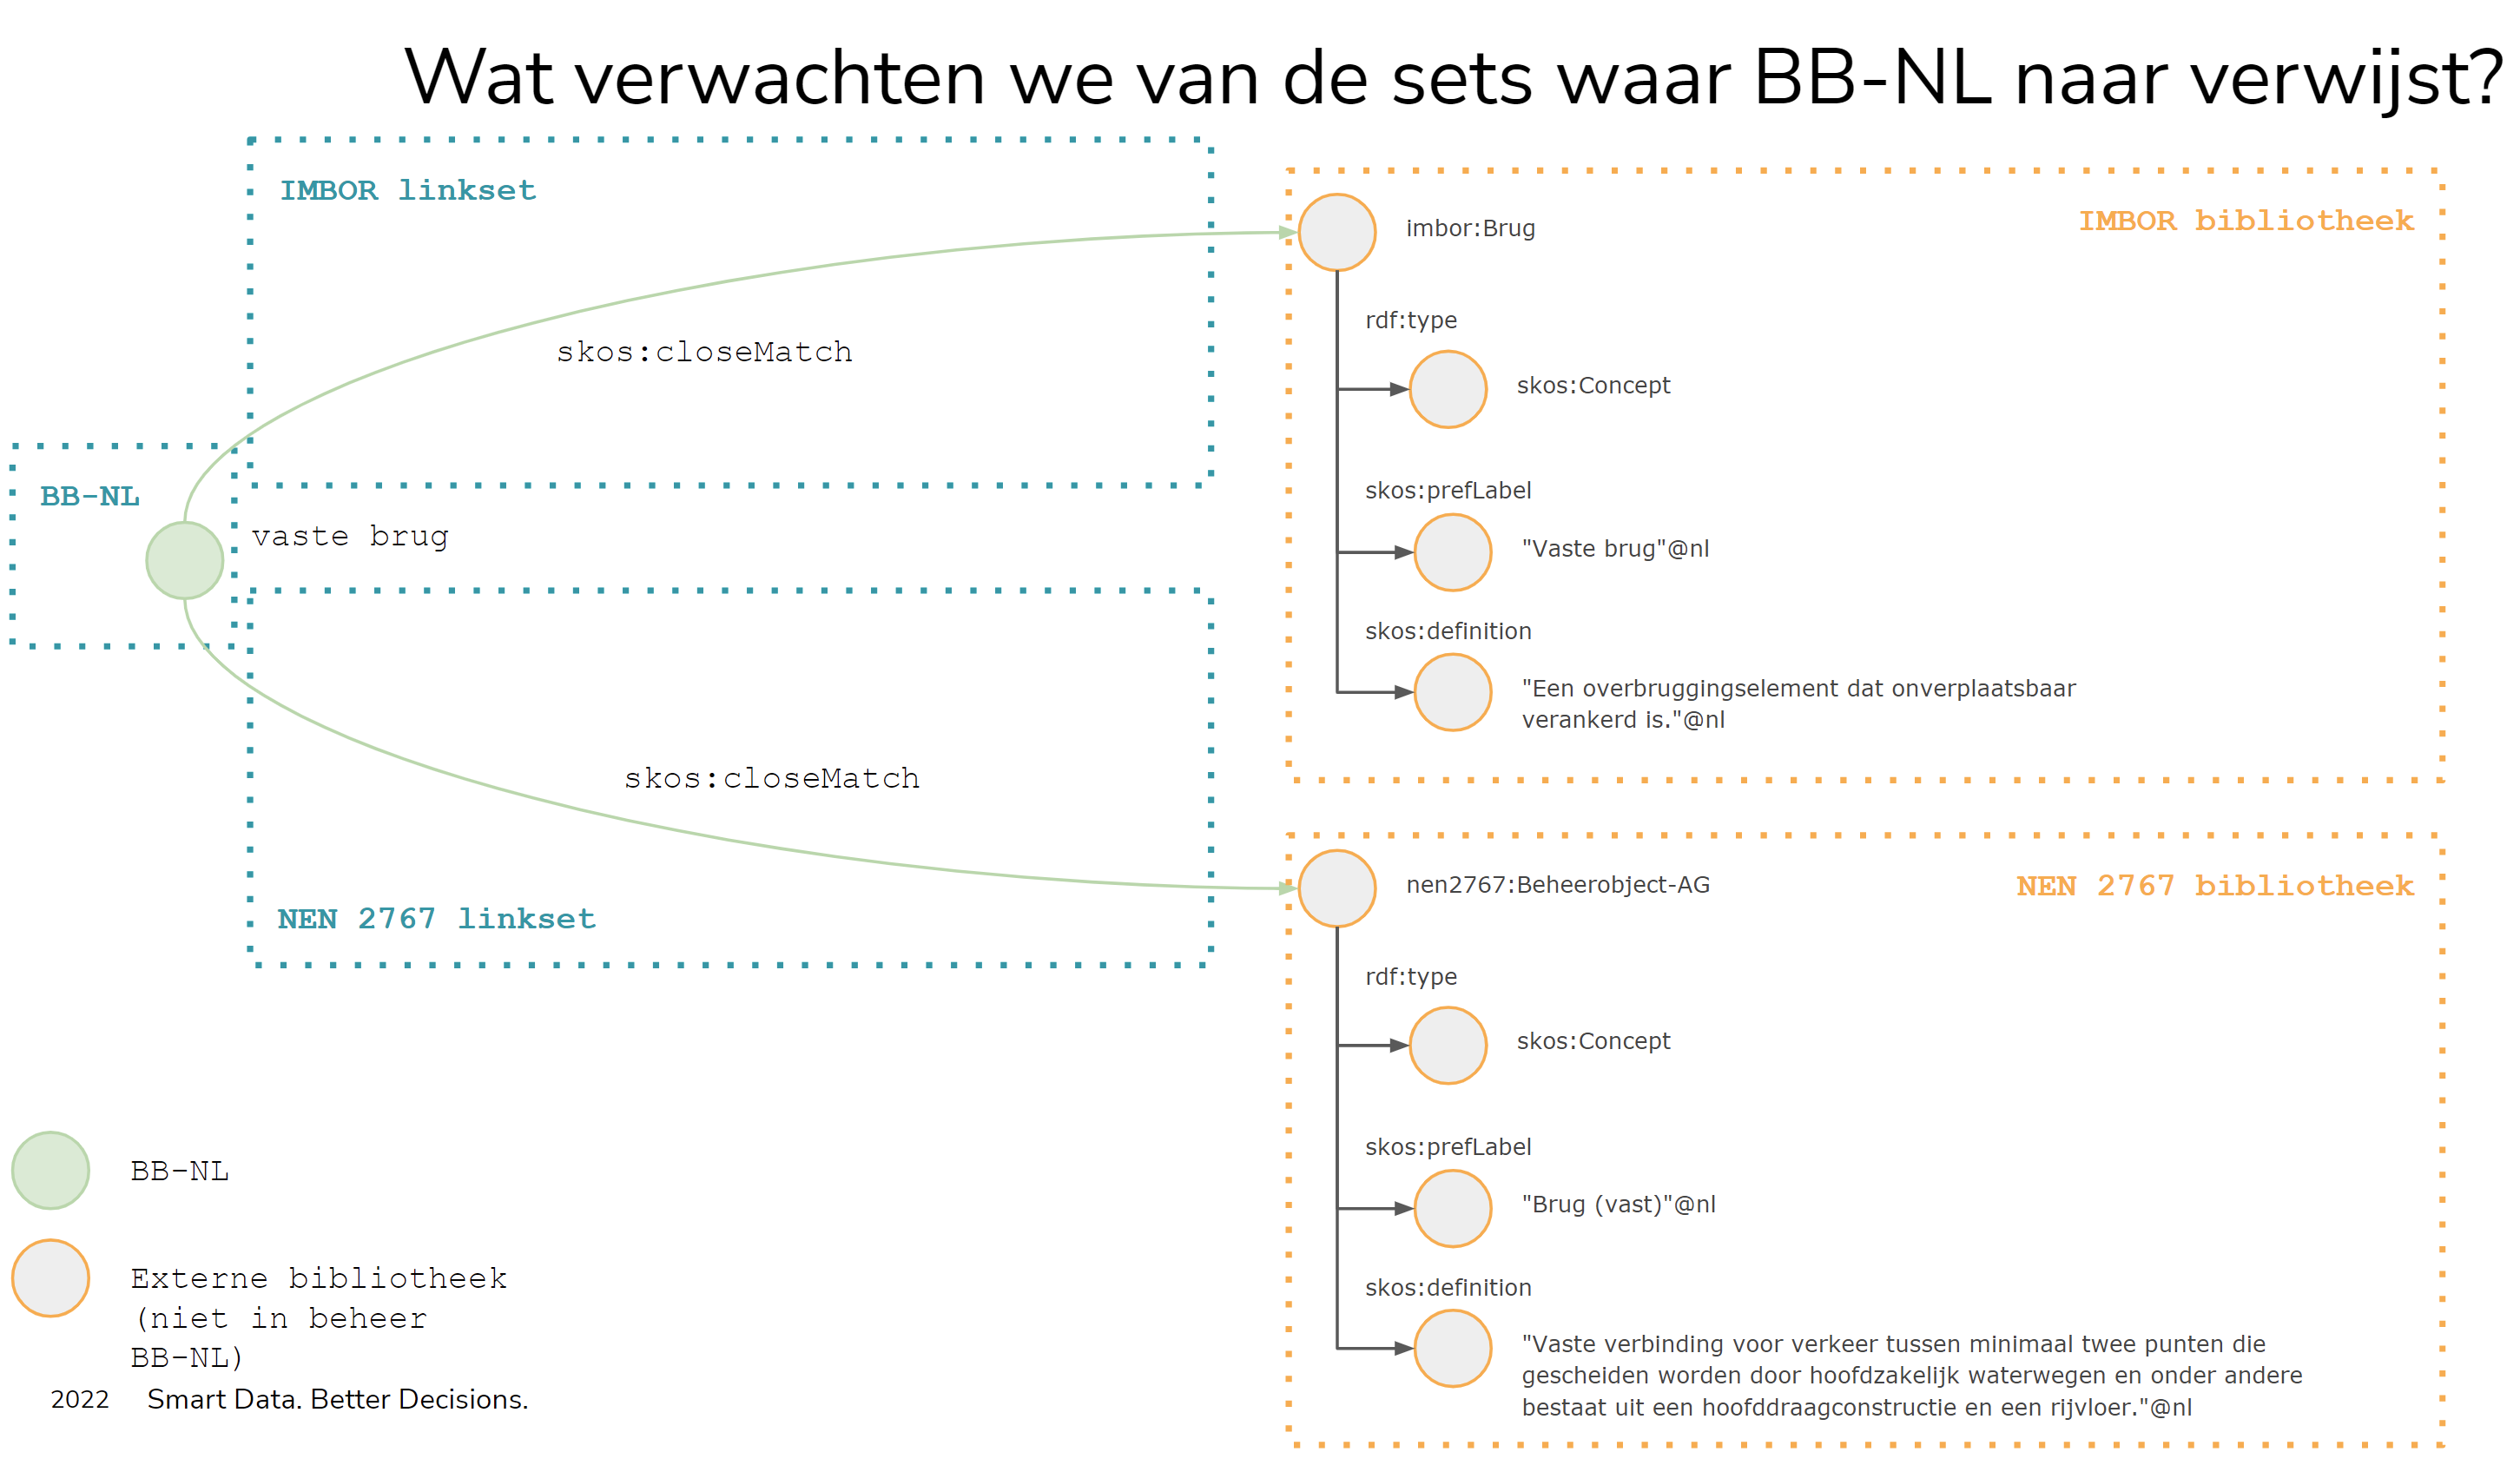 Wat verwachten we van de sets waar BB-NL naar verwijst?
IMBOR linkset
skos:closeMatch
BB-NL
vaste brug
skos:closeMatch
NEN 2767 linkset
IMBOR bibliotheek
imbor:Brug
rdf:type
skos:Concept
skos:prefLabel
"Vaste brug"@nl
skos:definition
"Een overbruggingselement dat onverplaatsbaar
verankerd is."@nl
NEN 2767 bibliotheek
nen2767:Beheerobject-AG
rdf:type
skos:Concept
skos:prefLabel
"Brug (vast)"@nl
skos:definition
"Vaste verbinding voor verkeer tussen minimaal twee punten die
gescheiden worden door hoofdzakelijk waterwegen en onder andere
bestaat uit een hoofddraagconstructie en een rijvloer."@nl
BB-NL
Externe bibliotheek
(niet in beheer
BB-NL)
2022 Smart Data. Better Decisions.